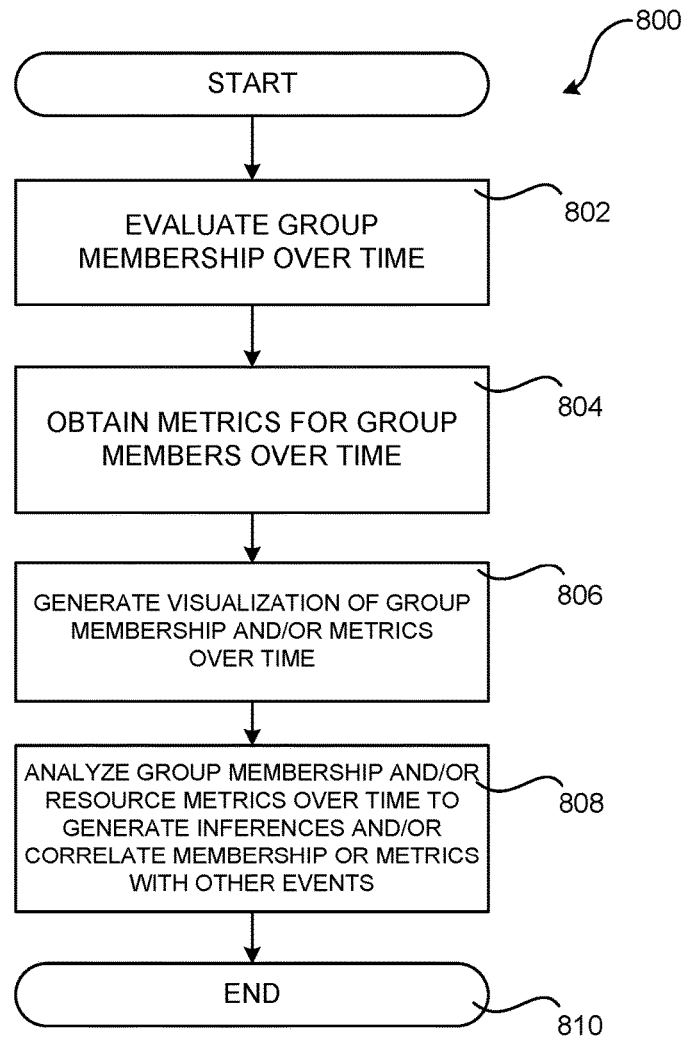 800
START
802
EVALUATE GROUP
MEMBERSHIP OVER TIME
804
OBTAIN METRICS FOR GROUP
MEMBERS OVER TIME
806
GENERATE VISUALIZATION OF GROUP
MEMBERSHIP AND/OR METRICS
OVER TIME
808
ANALYZE GROUP MEMBERSHIP AND/OR
RESOURCE METRICS OVER TIME TO
GENERATE INFERENCES AND/OR
CORRELATE MEMBERSHIP OR METRICS
WITH OTHER EVENTS
END
810